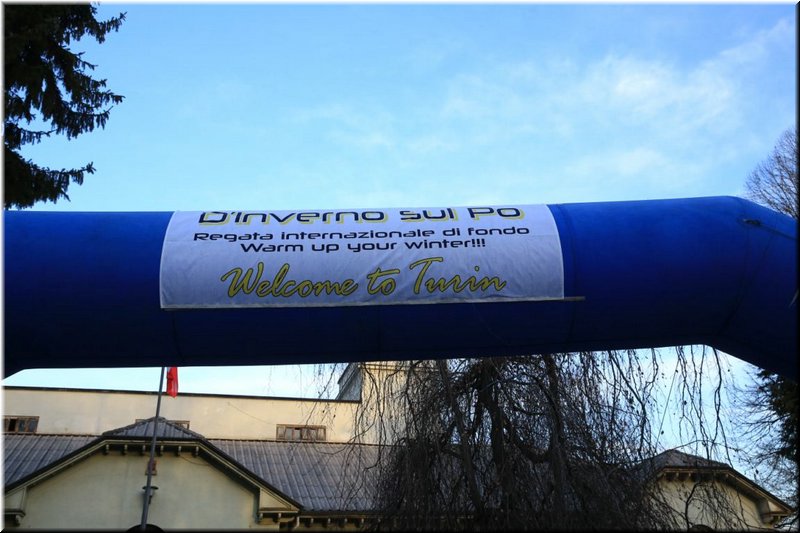 D'Inverno sul Po
Regata internazionale di fondo
Warm up your winter!!!
Welcome to Turin